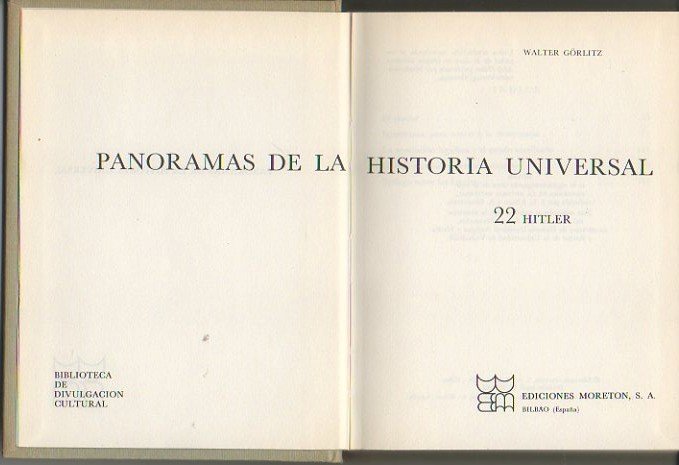 WALTER GÖRLITZ
PANORAMAS DE LA HISTORIA UNIVERSAL
22 HITLER
BIBLIOTECA
DE
DIVULGACION
CULTURAL
EDICIONES MORETON, S. A.
BILBAO (España)